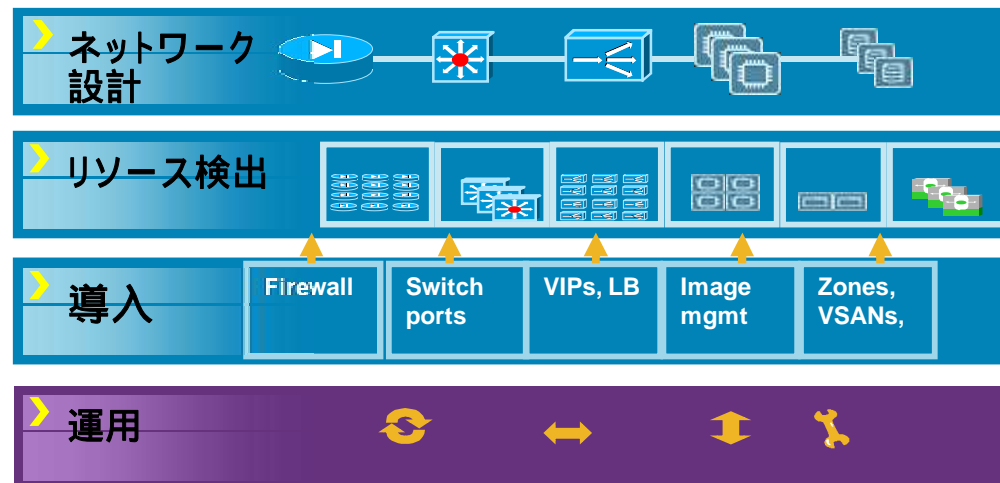 ネットワーク
設計
リソース検出
導入
Firewall
Switch
ports
VIPs, LB
Image
mgmt
Zones,
VSANs,
運用